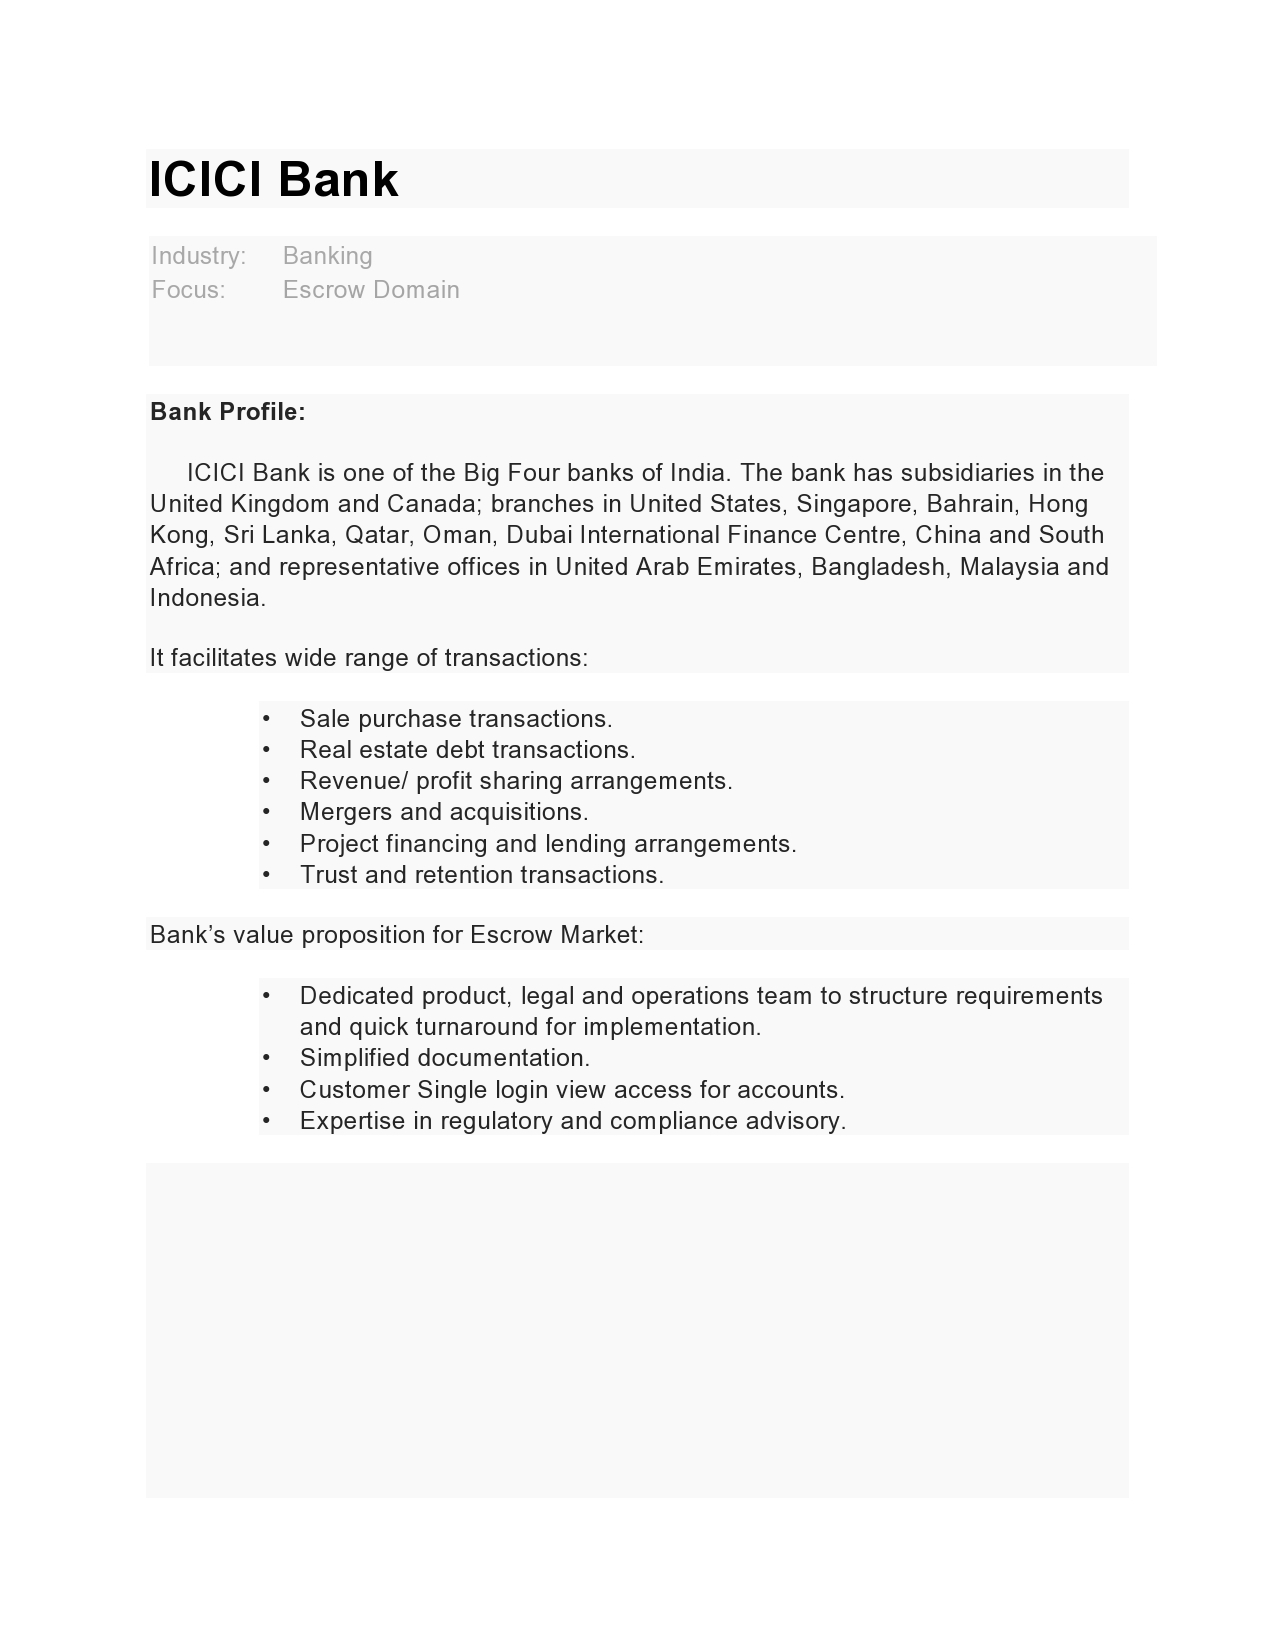 ICICI Bank
Industry: Banking
Focus: Escrow Domain
Bank Profile:
ICICI Bank is one of the Big Four banks of India. The bank has subsidiaries in the
United Kingdom and Canada; branches in United States, Singapore, Bahrain, Hong
Kong, Sri Lanka, Qatar, Oman, Dubai International Finance Centre, China and South
Africa; and representative offices in United Arab Emirates, Bangladesh, Malaysia and
Indonesia.
It facilitates wide range of transactions:
• Sale purchase transactions.
• Real estate debt transactions.
• Revenue/ profit sharing arrangements.
• Mergers and acquisitions.
• Project financing and lending arrangements.
• Trust and retention transactions.
Bank’s value proposition for Escrow Market:
• Dedicated product, legal and operations team to structure requirements
and quick turnaround for implementation.
• Simplified documentation.
• Customer Single login view access for accounts.
• Expertise in regulatory and compliance advisory.